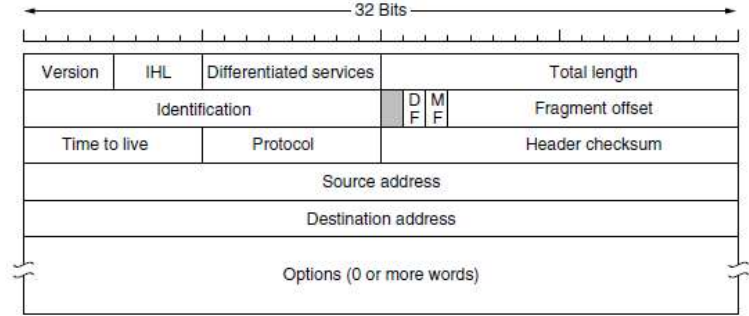 32 Bits
Version IHL Differentiated services Total length
Identification D F M F Fragment offset
Time to live Protocol Header checksum
Source address
Destination address
Options (0 or more words)